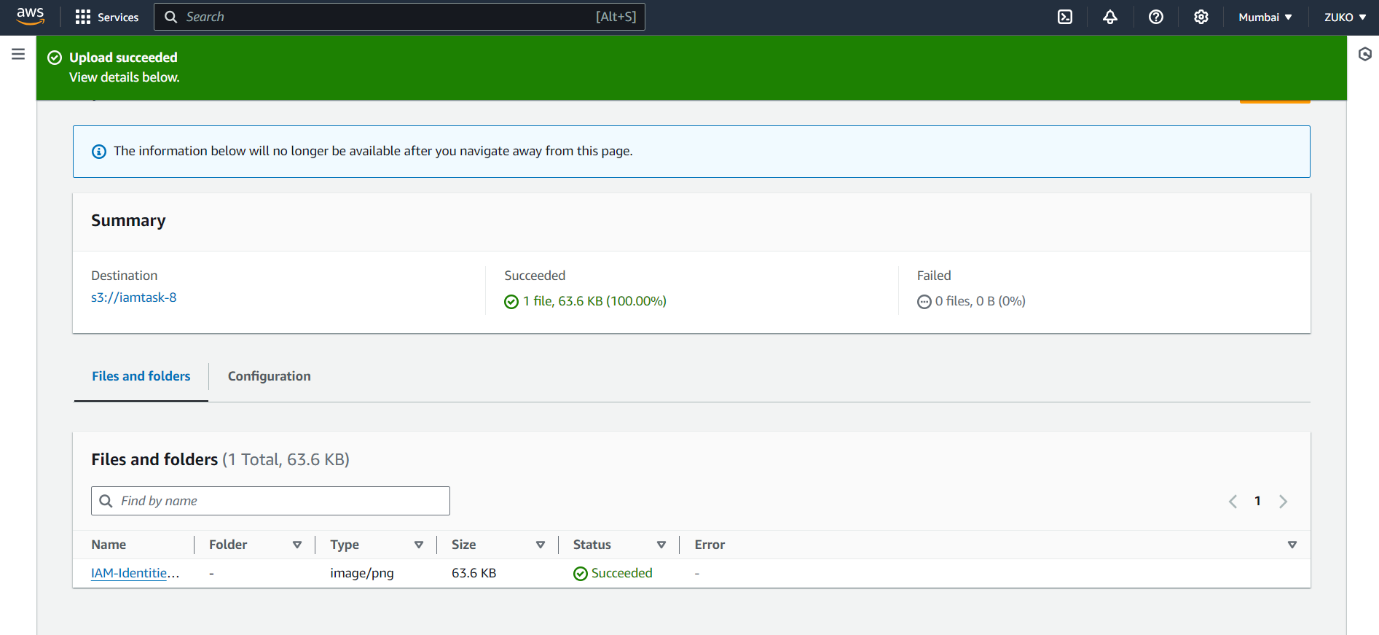 aws
Services
Search [Alt+S]
Mumbai ▼
ZUKO ▼
Upload succeeded
View details below.
The information below will no longer be available after you navigate away from this page.
Summary
Destination
s3://iamtask-8
Succeeded
1 file, 63.6 KB (100.00%)
Failed
0 files, 0 B (0%)
Files and folders
Configuration
Files and folders (1 Total, 63.6 KB)
Find by name
1
Name Folder Type Size Status Error
IAM-Identitie... - image/png 63.6 KB Succeeded -